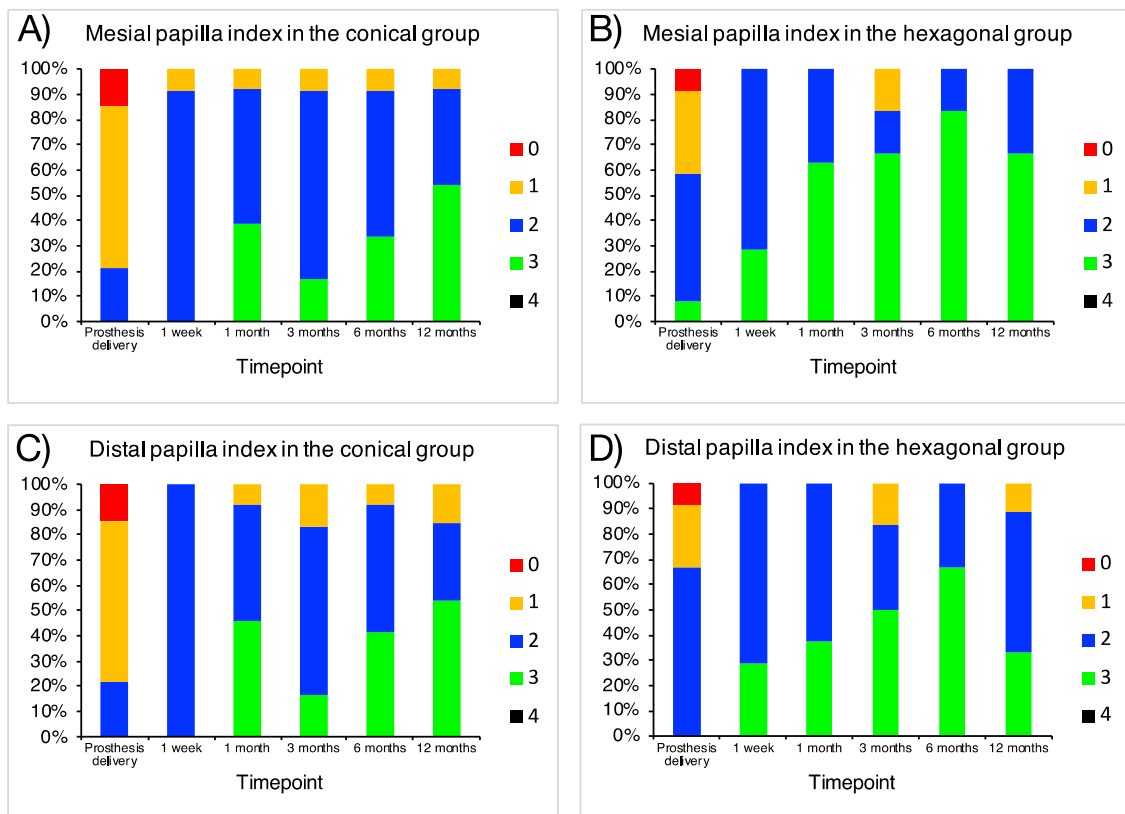 A)
Mesial papilla index in the conical group
100%
90%
80%
70%
60%
50%
40%
30%
20%
10%
0%
Prosthesis delivery
1 week
1 month
3 months
6 months
12 months
Timepoint
0
1
2
3
4
B)
Mesial papilla index in the hexagonal group
100%
90%
80%
70%
60%
50%
40%
30%
20%
10%
0%
Prosthesis delivery
1 week
1 month
3 months
6 months
12 months
Timepoint
0
1
2
3
4
C)
Distal papilla index in the conical group
100%
90%
80%
70%
60%
50%
40%
30%
20%
10%
0%
Prosthesis delivery
1 week
1 month
3 months
6 months
12 months
Timepoint
0
1
2
3
4
D)
Distal papilla index in the hexagonal group
100%
90%
80%
70%
60%
50%
40%
30%
20%
10%
0%
Prosthesis delivery
1 week
1 month
3 months
6 months
12 months
Timepoint
0
1
2
3
4